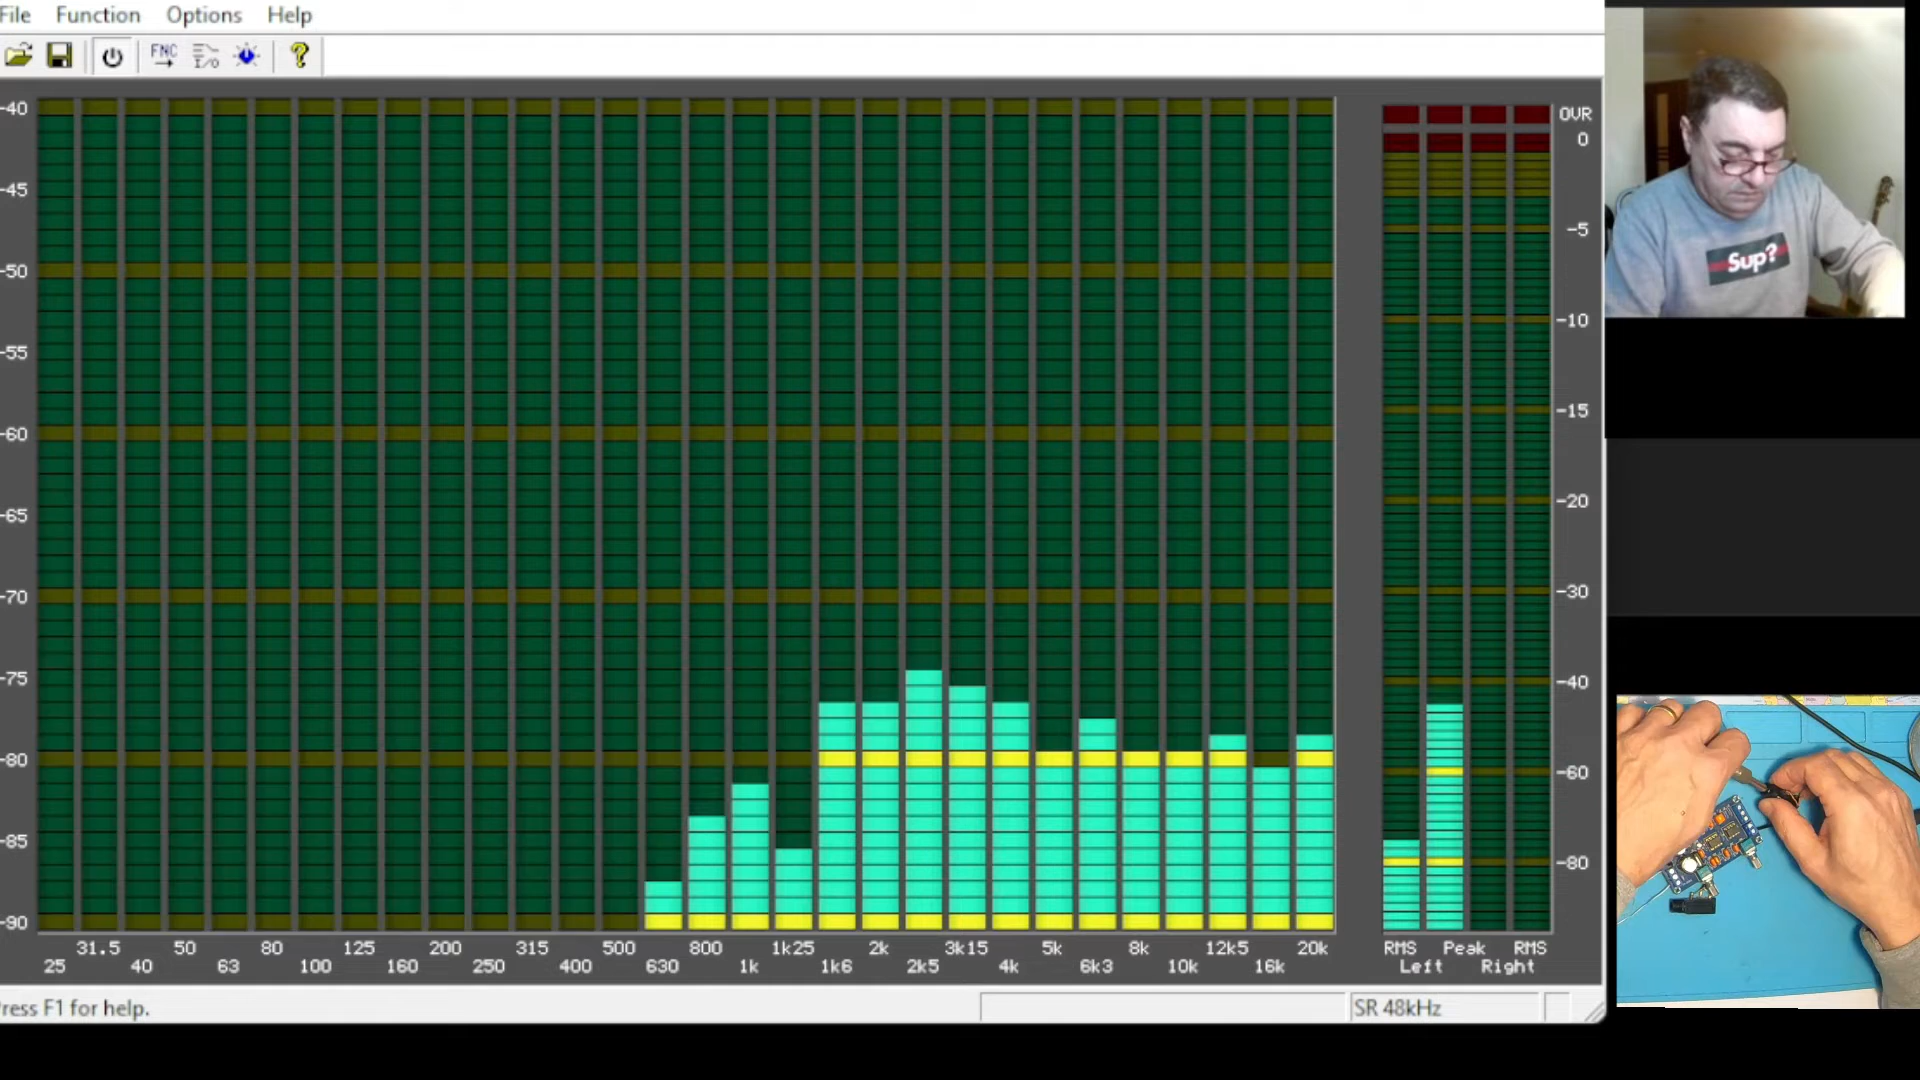 File Function Options Help
FNC
I/O
-40
-45
-50
-55
-60
-65
-70
-75
-80
-85
-90
31.5 50 80 125 200 315 500 800 1k25 2k 3k15 5k 8k 12k5 20k
25 40 63 100 160 250 400 630 1k 1k6 2k5 4k 6k3 10k 16k
OVR
0
-5
-10
-15
-20
-30
-40
-60
-80
RMS Peak RMS
Left Right
ress F1 for help.
SR 48kHz
Sup?